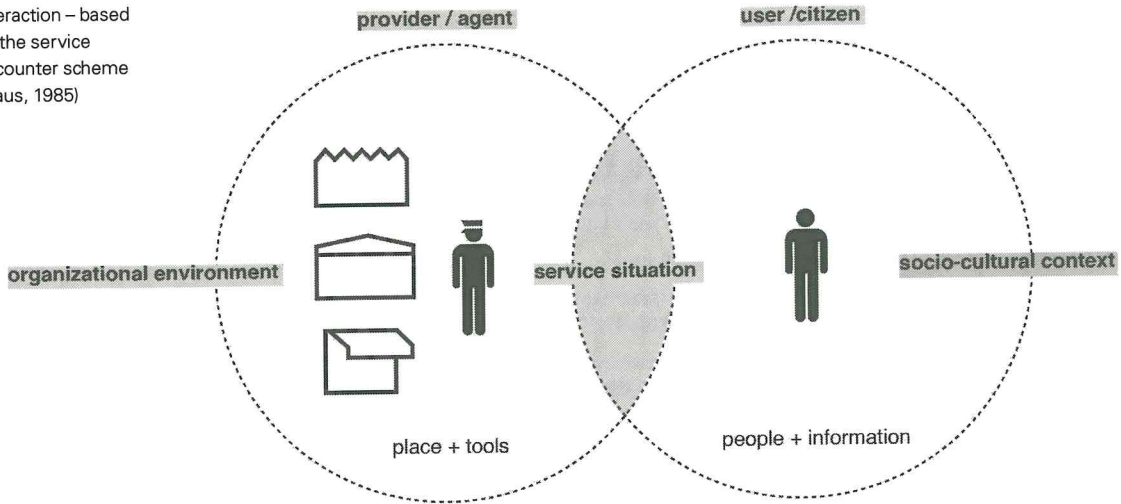 eraction – based
the service
counter scheme
aus, 1985)
provider / agent
user /citizen
organizational environment
service situation
socio-cultural context
place + tools
people + information